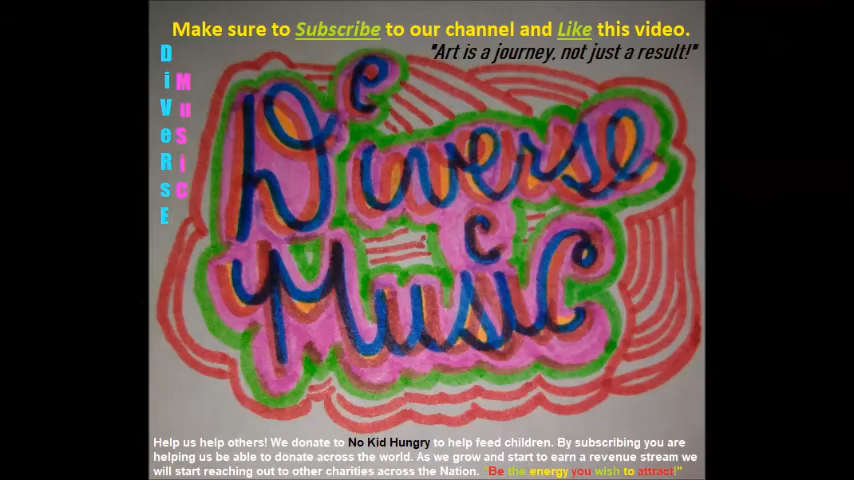 Make sure to Subscribe to our channel and Like this video.
"Art is a journey, not just a result!"
DiVeRsE
MusIC
Diverse
Music
Help us help others! We donate to No Kid Hungry to help feed children. By subscribing you are
helping us be able to donate across the world. As we grow and start to earn a revenue stream we
will start reaching out to other charities across the Nation. "Be the energy you wish to attract!"